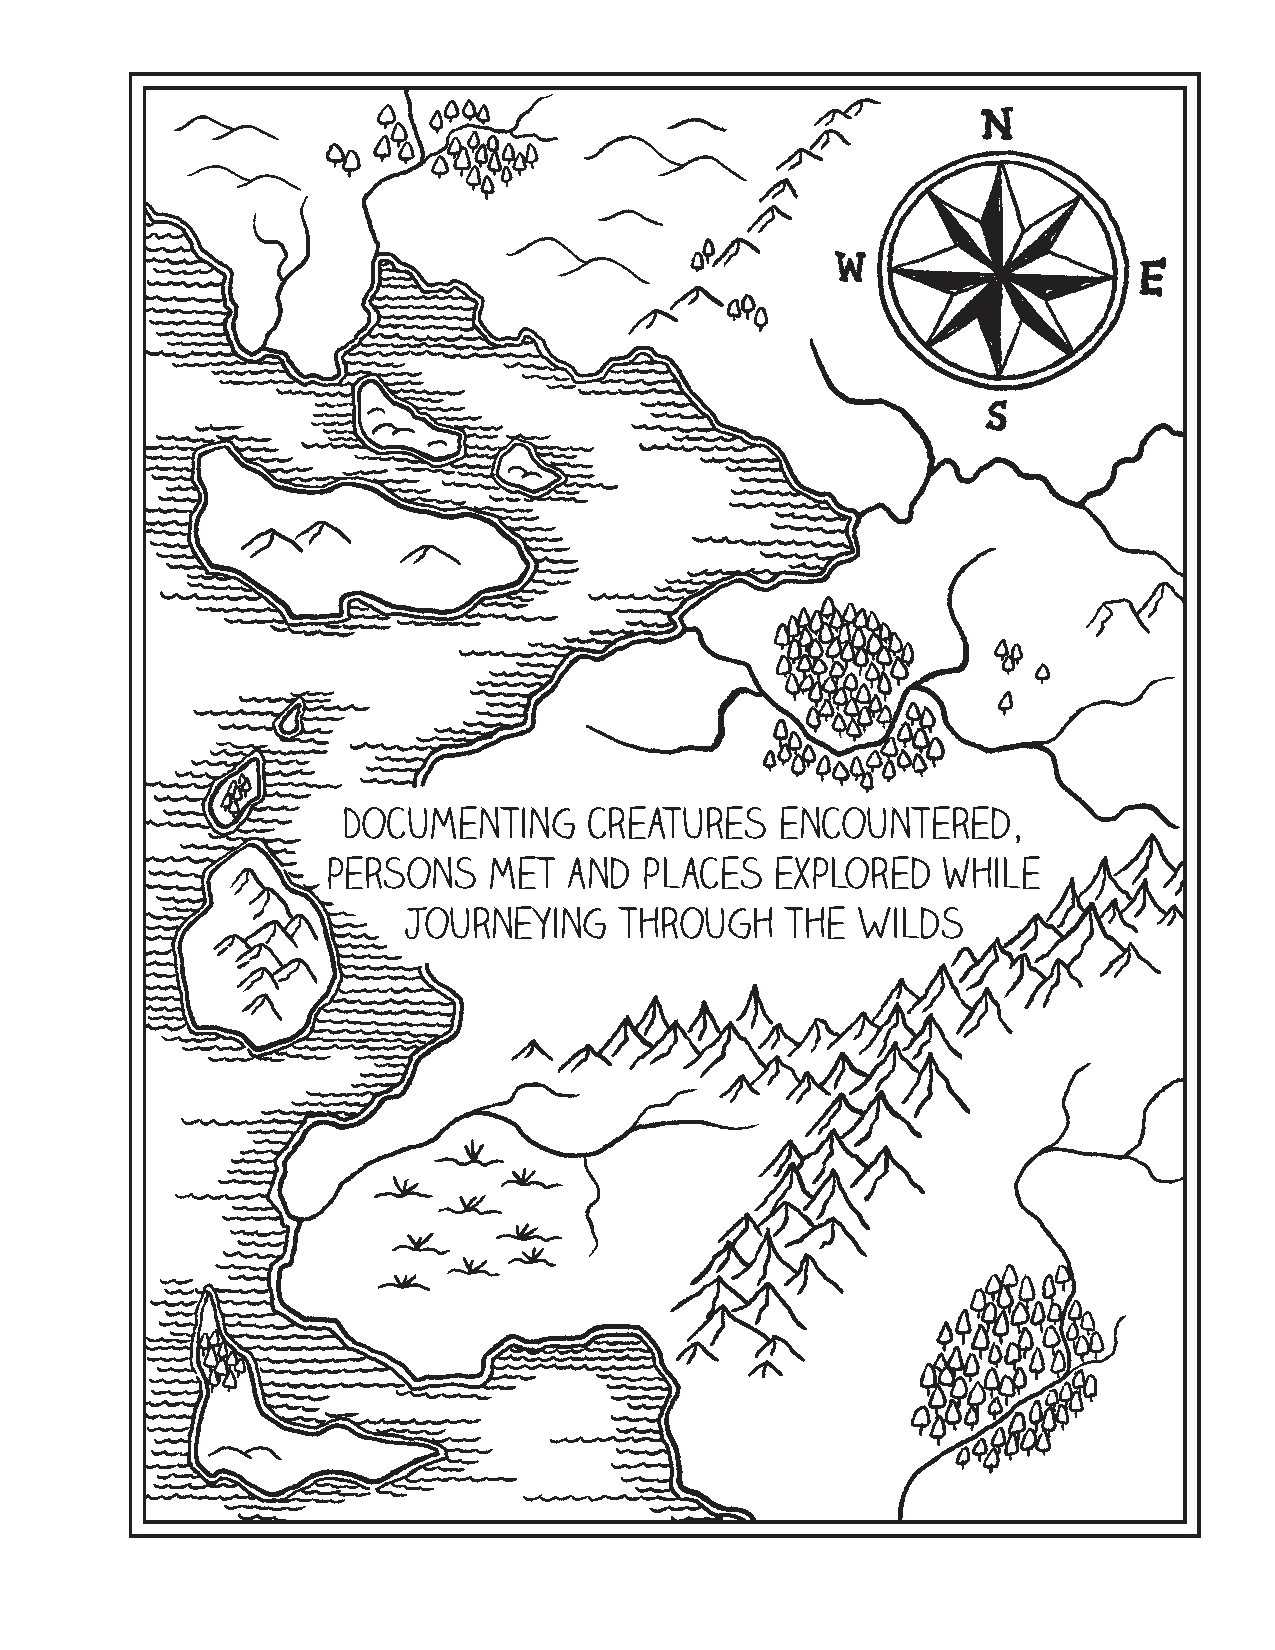 N
W
E
S
DOCUMENTING CREATURES ENCOUNTERED,
PERSONS MET AND PLACES EXPLORED WHILE
JOURNEYING THROUGH THE WILDS